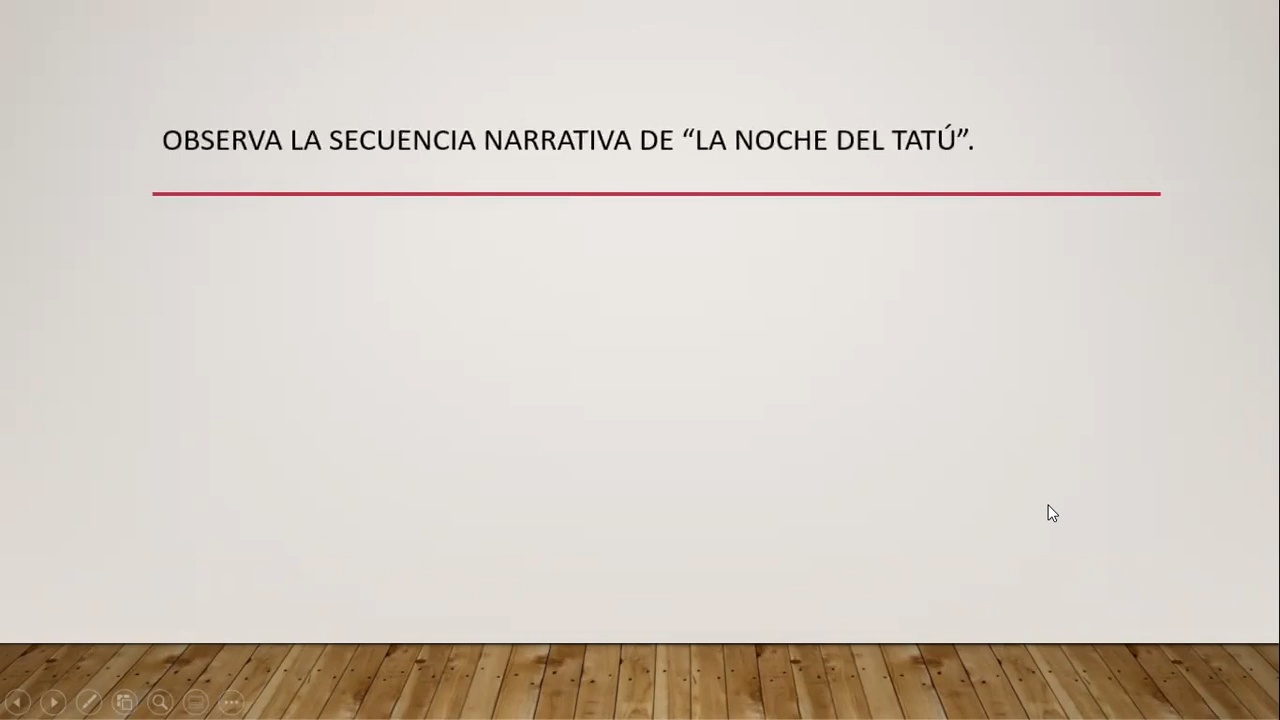 OBSERVA LA SECUENCIA NARRATIVA DE “LA NOCHE DEL TATÚ”.